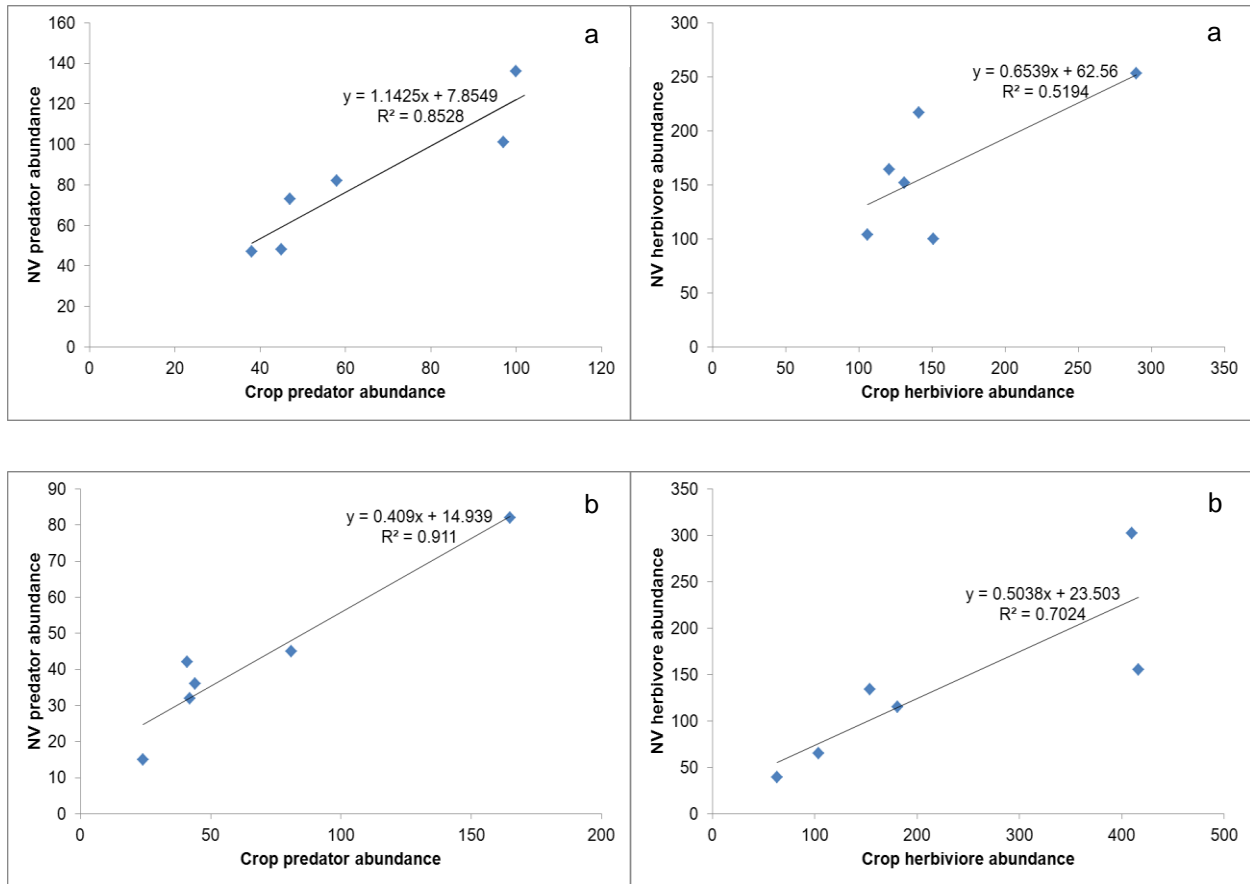 a
160
140
120
100
80
60
40
20
0
0 20 40 60 80 100 120
NV predator abundance
Crop predator abundance
y = 1.1425x + 7.8549
R² = 0.8528
a
300
250
200
150
100
50
0
0 50 100 150 200 250 300 350
NV herbivore abundance
Crop herbiviore abundance
y = 0.6539x + 62.56
R² = 0.5194
b
90
80
70
60
50
40
30
20
10
0
0 50 100 150 200
NV predator abundance
Crop predator abundance
y = 0.409x + 14.939
R² = 0.911
b
350
300
250
200
150
100
50
0
0 100 200 300 400 500
NV herbivore abundance
Crop herbiviore abundance
y = 0.5038x + 23.503
R² = 0.7024